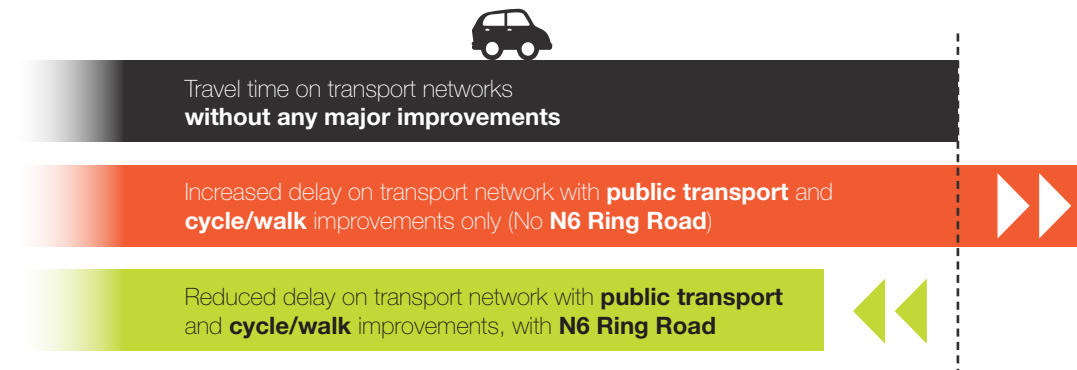 Travel time on transport networks
without any major improvements
Increased delay on transport network with public transport and
cycle/walk improvements only (No N6 Ring Road)
Reduced delay on transport network with public transport
and cycle/walk improvements, with N6 Ring Road